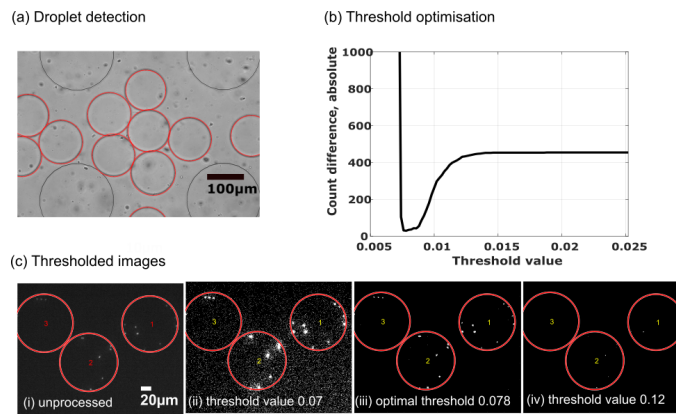 (a) Droplet detection
100μm
(b) Threshold optimisation
Count difference, absolute
1000
800
600
400
200
0
0.005 0.01 0.015 0.02 0.025
Threshold value
(c) Thresholded images
3 1 2
(i) unprocessed
20μm
3 1 2
(ii) threshold value 0.07
3 1 2
(iii) optimal threshold 0.078
3 1 2
(iv) threshold value 0.12